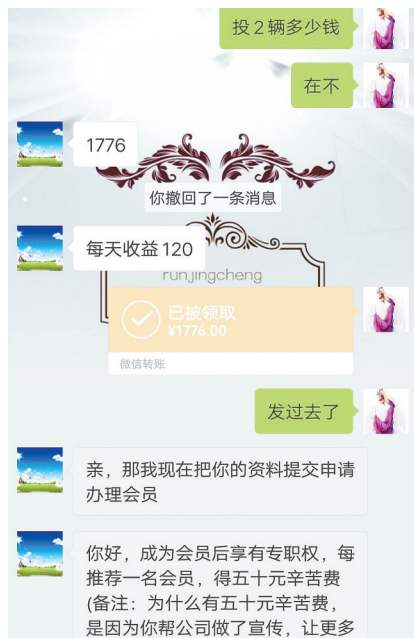 投2辆多少钱
在不
1776
你撤回了一条消息
每天收益120
runjingcheng
已被领取
¥1776.00
微信转账
发过去了
亲，那我现在把你的资料提交申请
办理会员
你好，成为会员后享有专职权，每
推荐一名会员，得五十元辛苦费
(备注：为什么有五十元辛苦费，
是因为你帮公司做了宣传，让更多